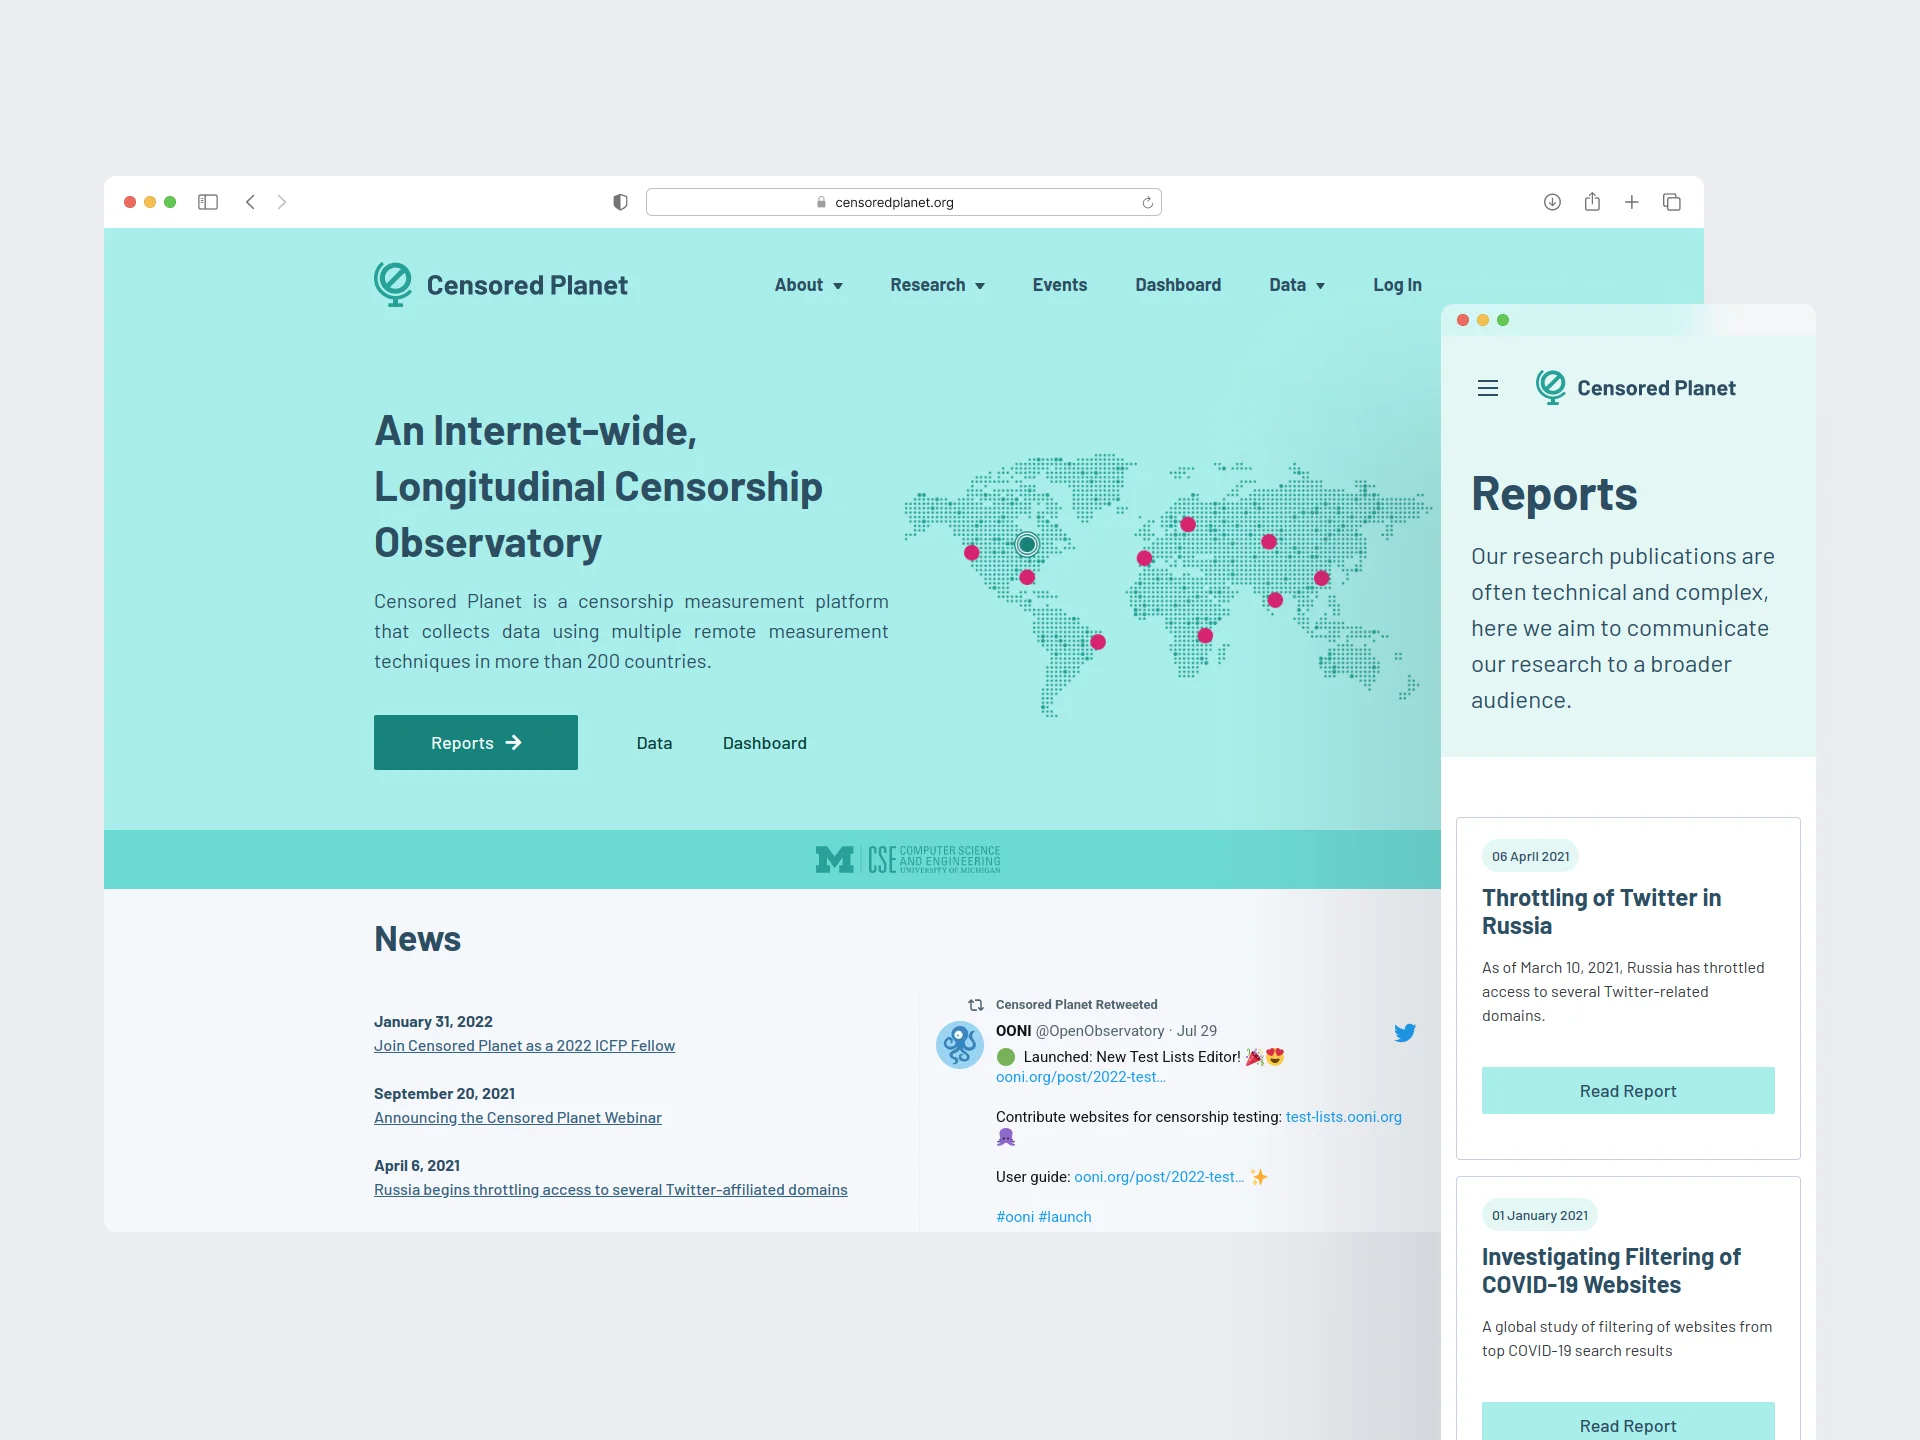 censoredplanet.org
Censored Planet
About
Research
Events
Dashboard
Data
Log In
An Internet-wide,
Longitudinal Censorship
Observatory
Censored Planet is a censorship measurement platform
that collects data using multiple remote measurement
techniques in more than 200 countries.
Reports
Data
Dashboard
M
CSE
COMPUTER SCIENCE
AND ENGINEERING
UNIVERSITY OF MICHIGAN
News
January 31, 2022
Join Censored Planet as a 2022 ICFP Fellow
September 20, 2021
Announcing the Censored Planet Webinar
April 6, 2021
Russia begins throttling access to several Twitter-affiliated domains
Censored Planet Retweeted
OONI @OpenObservatory · Jul 29
🟢 Launched: New Test Lists Editor! 🎉😍
ooni.org/post/2022-test…
Contribute websites for censorship testing: test-lists.ooni.org
🐙
User guide: ooni.org/post/2022-test… ✨
#ooni #launch
Censored Planet
Reports
Our research publications are
often technical and complex,
here we aim to communicate
our research to a broader
audience.
06 April 2021
Throttling of Twitter in
Russia
As of March 10, 2021, Russia has throttled
access to several Twitter-related
domains.
Read Report
01 January 2021
Investigating Filtering of
COVID-19 Websites
A global study of filtering of websites from
top COVID-19 search results
Read Report